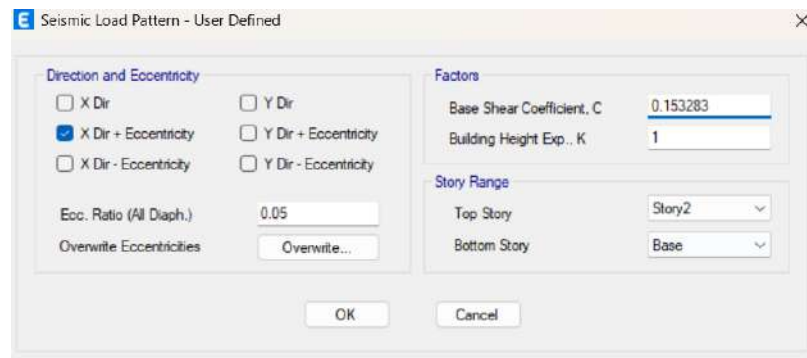 E Seismic Load Pattern - User Defined
Direction and Eccentricity
X Dir
Y Dir
X Dir + Eccentricity
Y Dir + Eccentricity
X Dir - Eccentricity
Y Dir - Eccentricity
Ecc. Ratio (All Diaph.) 0.05
Overwrite Eccentricities Overwrite...
Factors
Base Shear Coefficient, C 0.153283
Building Height Exp., K 1
Story Range
Top Story Story2
Bottom Story Base
OK
Cancel